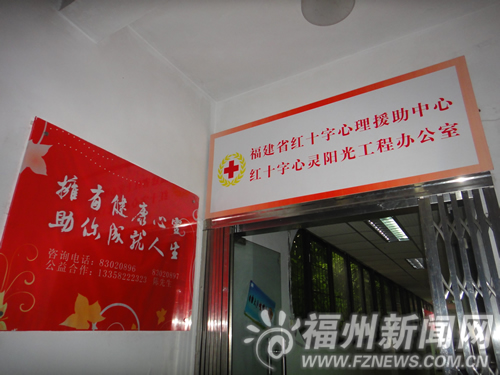 福建省红十字心理援助中心
红十字心灵阳光工程办公室
拥有健康心灵
助你成就人生
咨询电话：83020896
公益合作：13358222323
福州新闻网
WWW.FZNEWS.COM.CN